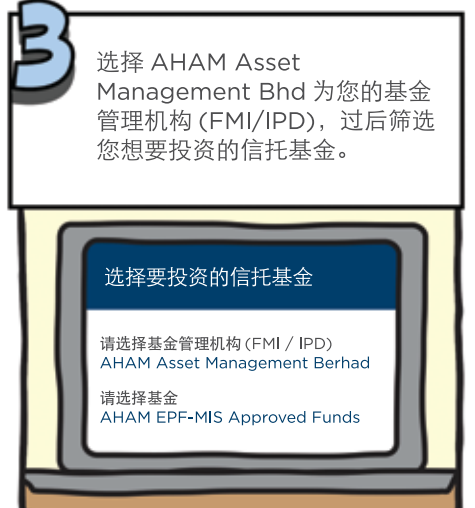 3
选择 AHAM Asset
Management Bhd 为您的基金
管理机构 (FMI/IPD)，过后筛选
您想要投资的信托基金。
选择要投资的信托基金
请选择基金管理机构 (FMI / IPD)
AHAM Asset Management Berhad
请选择基金
AHAM EPF-MIS Approved Funds